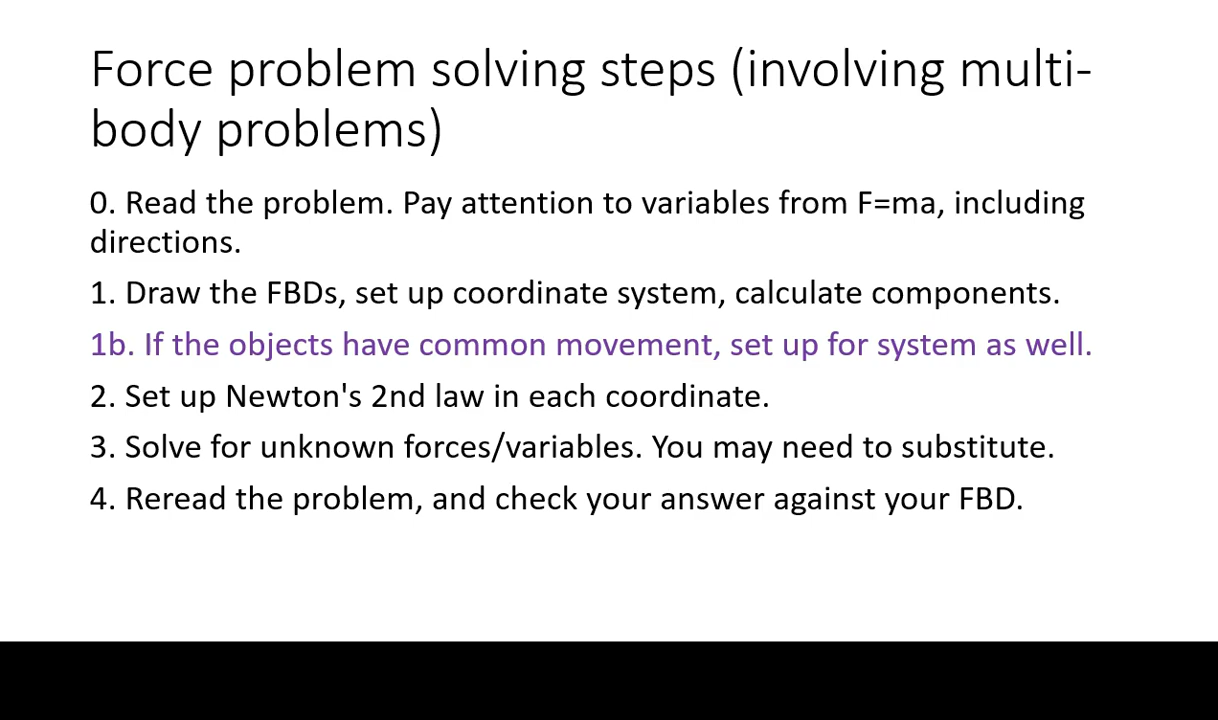 Force problem solving steps (involving multi-
body problems)
0. Read the problem. Pay attention to variables from F=ma, including
directions.
1. Draw the FBDs, set up coordinate system, calculate components.
1b. If the objects have common movement, set up for system as well.
2. Set up Newton's 2nd law in each coordinate.
3. Solve for unknown forces/variables. You may need to substitute.
4. Reread the problem, and check your answer against your FBD.